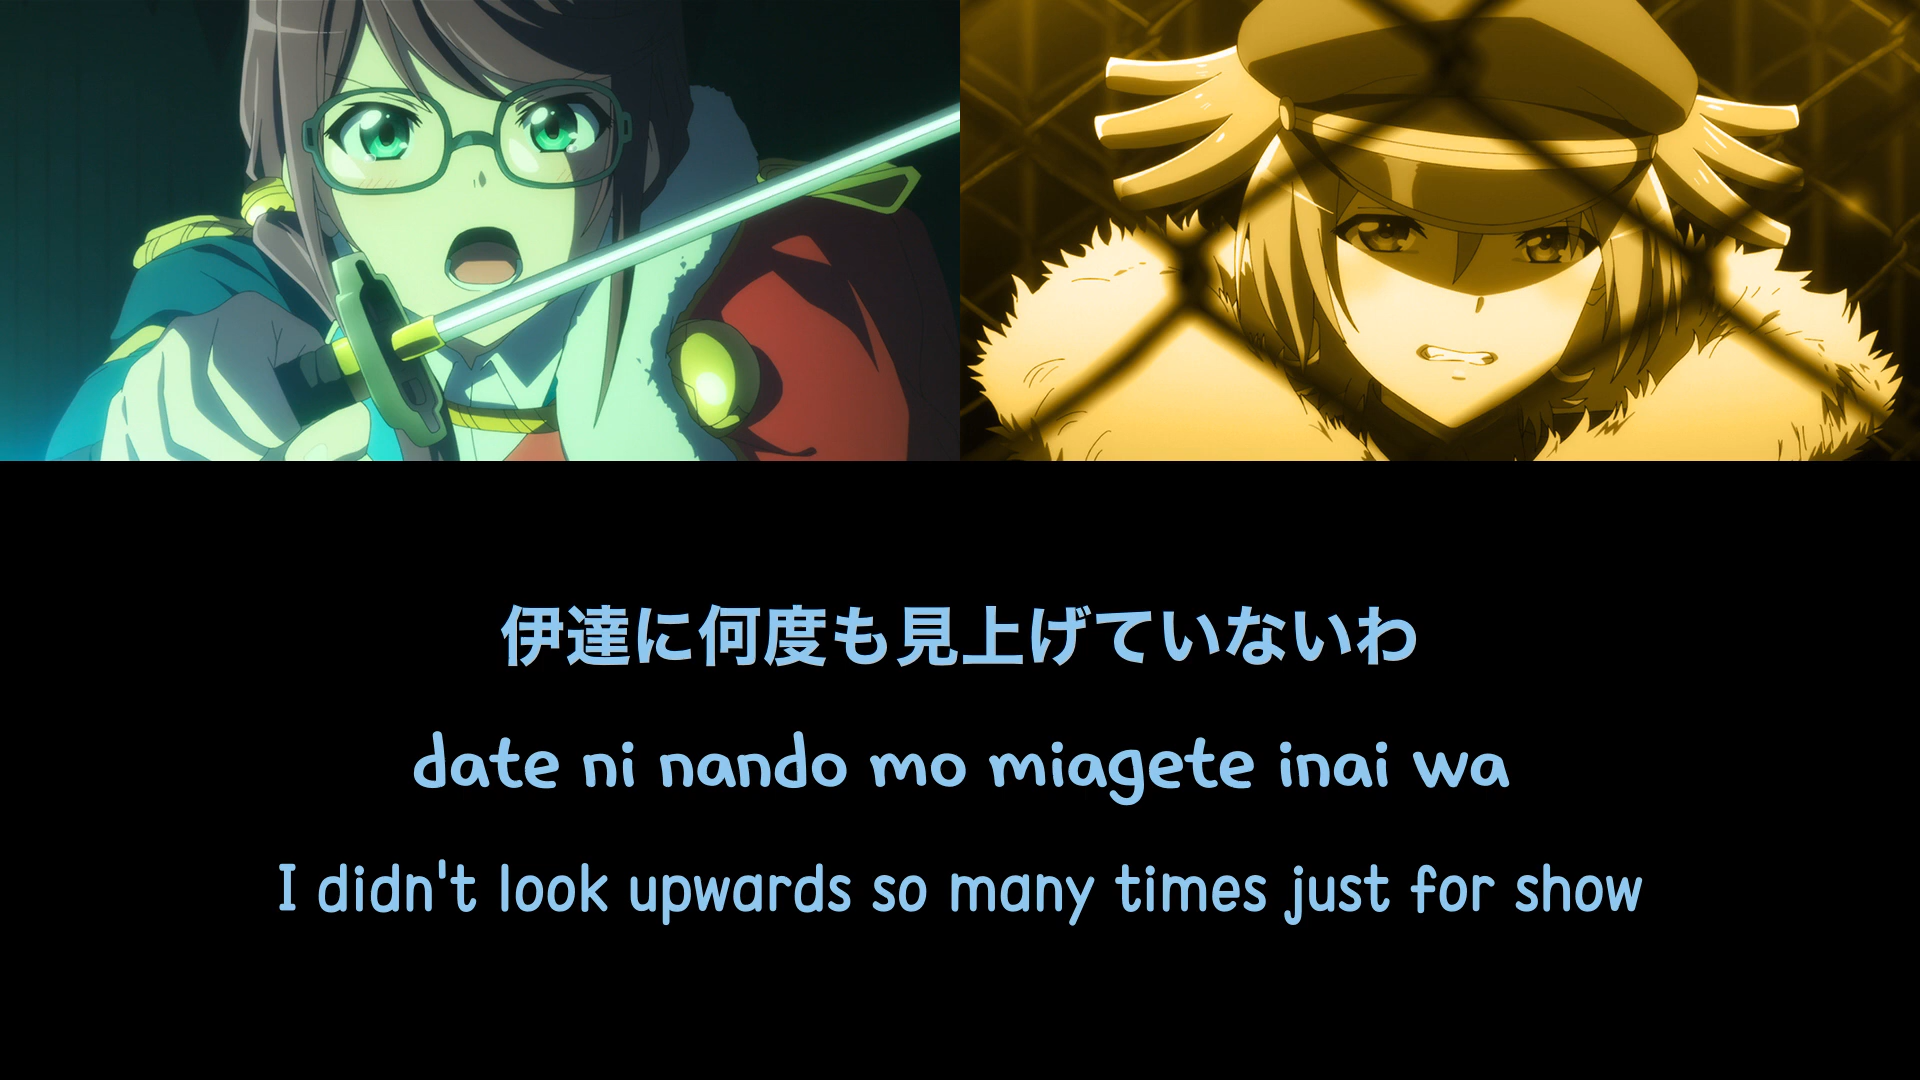 伊達に何度も見上げていないわ
date ni nando mo miagete inai wa
I didn't look upwards so many times just for show